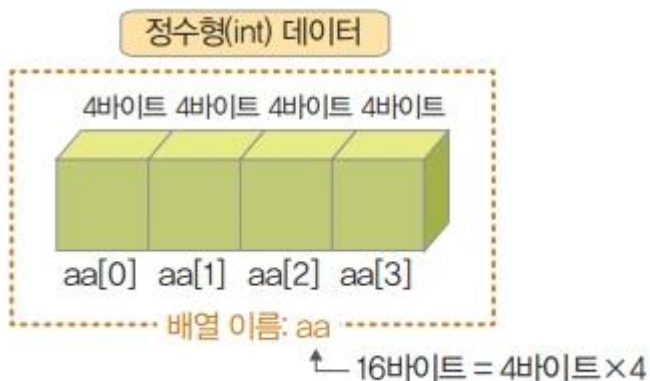 정수형(int) 데이터
4바이트 4바이트 4바이트 4바이트
aa[0] aa[1] aa[2] aa[3]
배열 이름: aa
16바이트 = 4바이트×4